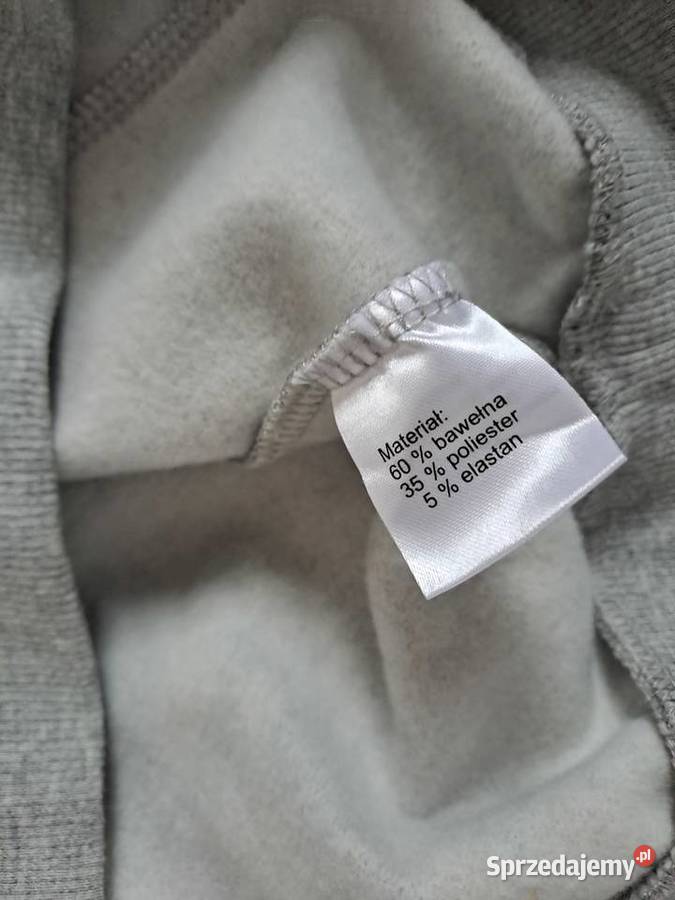 Materiał:
60 % bawełna
35 % poliester
5 % elastan
Sprzedajemy.pl